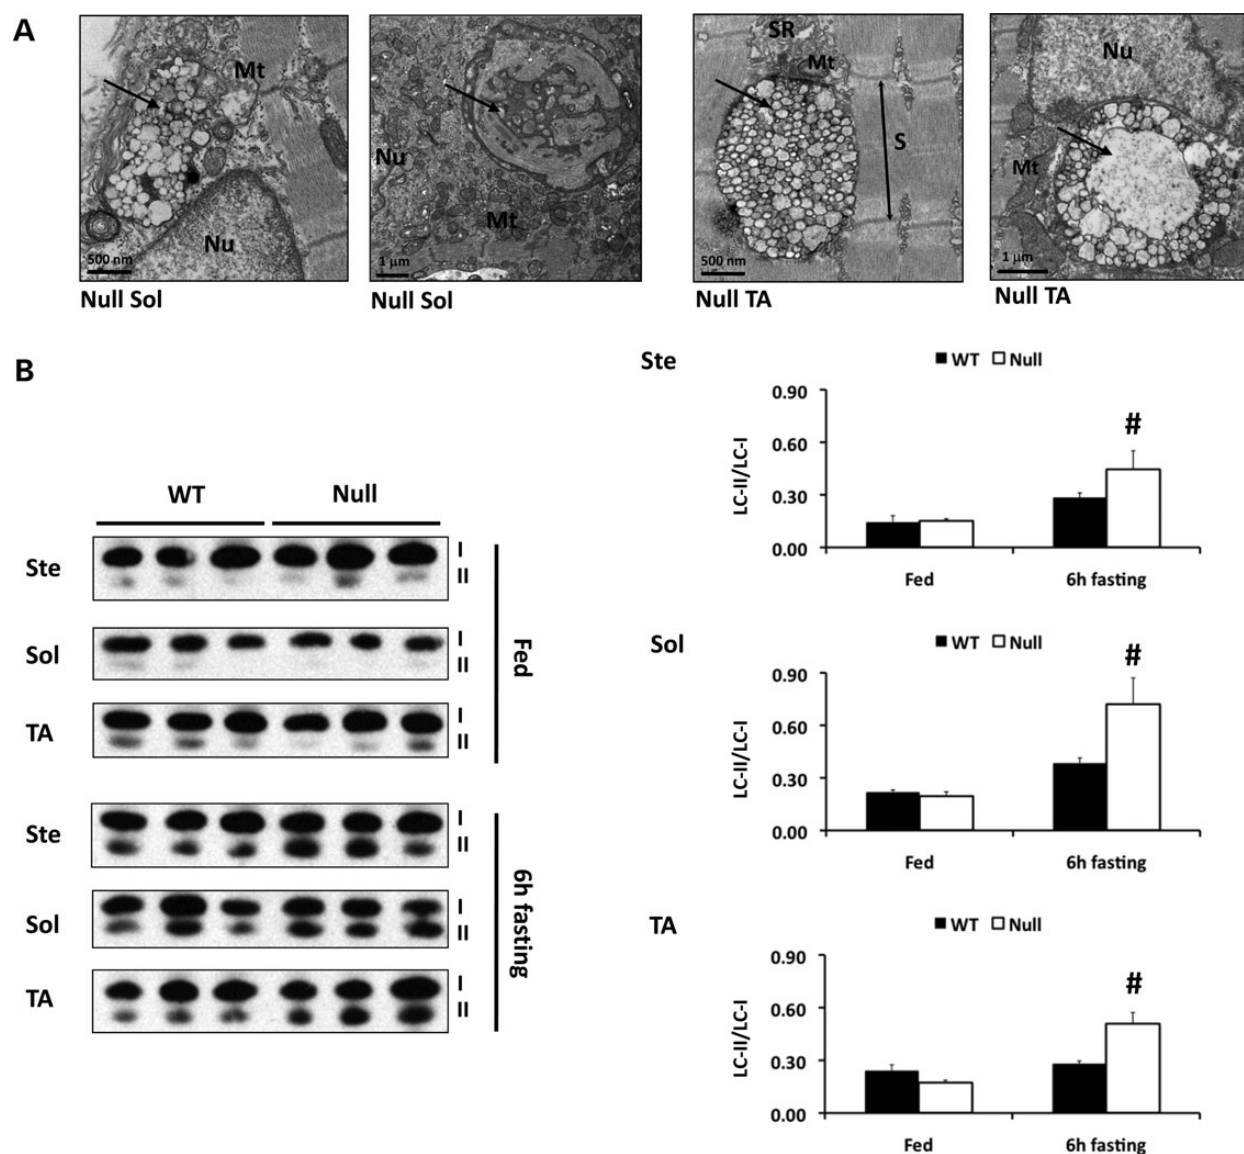 A
Mt
Nu
500 nm
Null Sol
Nu
Mt
1 µm
Null Sol
SR
Mt
S
500 nm
Null TA
Nu
Mt
1 µm
Null TA
B
WT Null
Ste I
II
Sol I
II
TA I
II
Fed
Ste I
II
Sol I
II
TA I
II
6h fasting
Ste
WT Null
0.90
0.60
0.30
0.00
LC-II/LC-I
#
Fed 6h fasting
Sol
WT Null
0.90
0.60
0.30
0.00
LC-II/LC-I
#
Fed 6h fasting
TA
WT Null
0.90
0.60
0.30
0.00
LC-II/LC-I
#
Fed 6h fasting